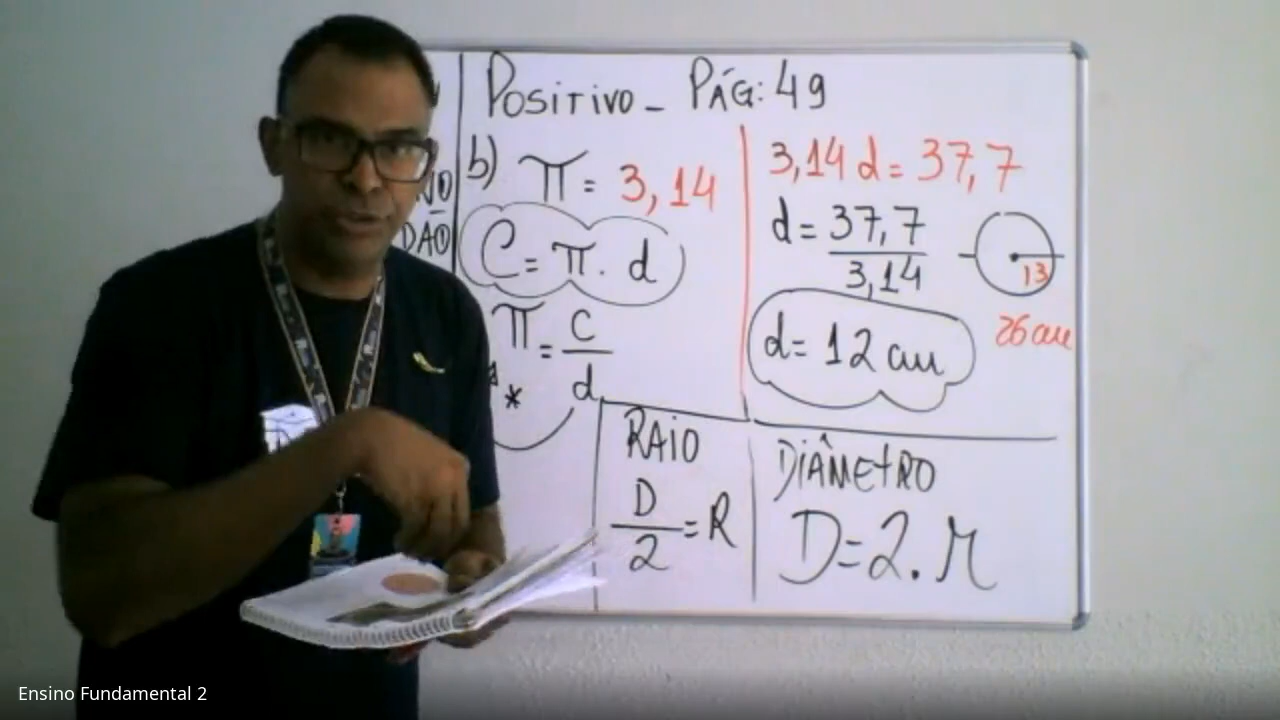 Positivo - Pág: 49
b) π = 3,14
C = π . d
π = C/d
*
3,14 d = 37,7
d = 37,7/3,14
13
26 cm
d = 12 cm
RAIO
D/2 = R
DIÂMETRO
D = 2 . r
Ensino Fundamental 2